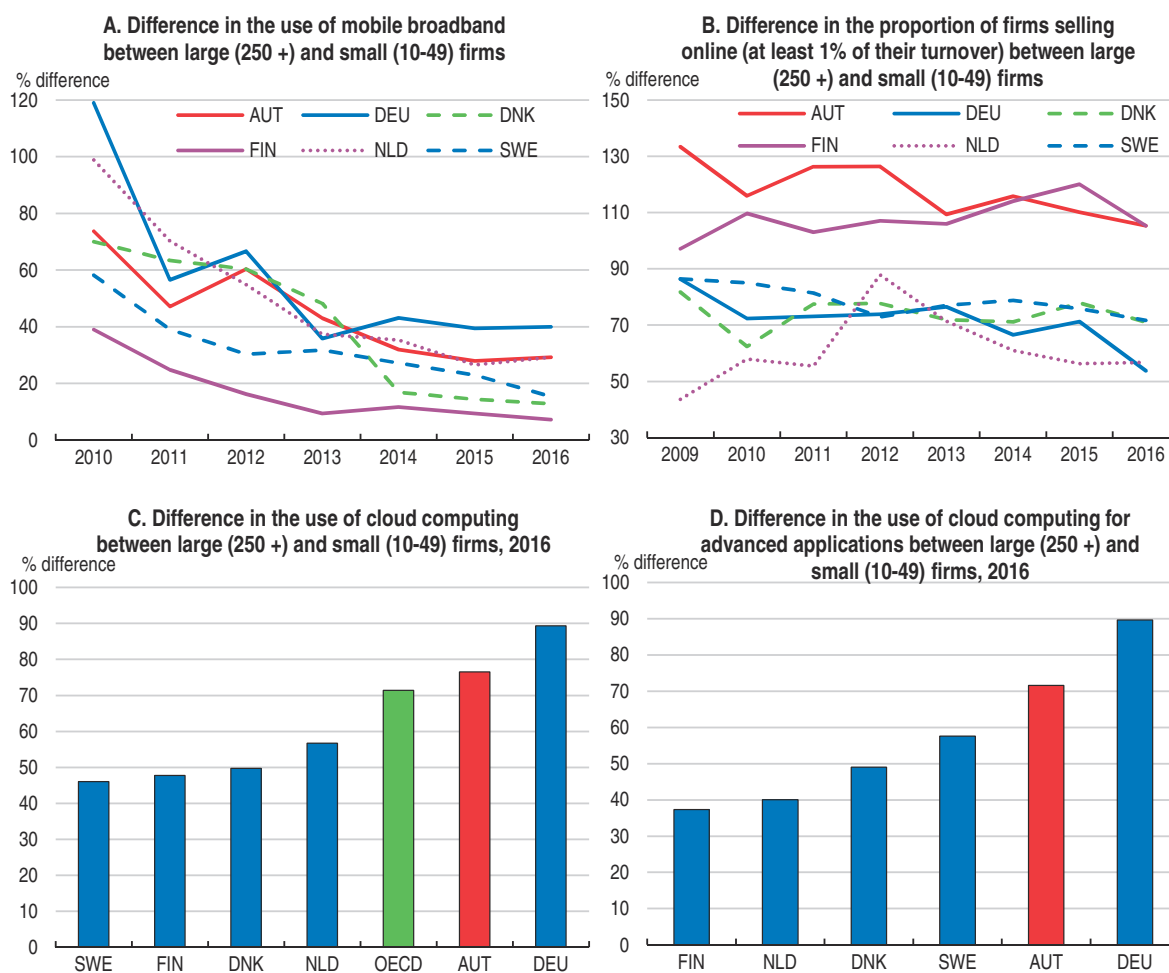 A. Difference in the use of mobile broadband
between large (250 +) and small (10-49) firms
% difference
120
100
80
60
40
20
0
AUT DEU DNK
FIN NLD SWE
2010 2011 2012 2013 2014 2015 2016
B. Difference in the proportion of firms selling
online (at least 1% of their turnover) between large
(250 +) and small (10-49) firms
% difference
150
130
110
90
70
50
30
AUT DEU DNK
FIN NLD SWE
2009 2010 2011 2012 2013 2014 2015 2016
C. Difference in the use of cloud computing
between large (250 +) and small (10-49) firms, 2016
% difference
100
90
80
70
60
50
40
30
20
10
0
SWE FIN DNK NLD OECD AUT DEU
D. Difference in the use of cloud computing for
advanced applications between large (250 +) and
small (10-49) firms, 2016
% difference
100
90
80
70
60
50
40
30
20
10
0
FIN NLD DNK SWE AUT DEU